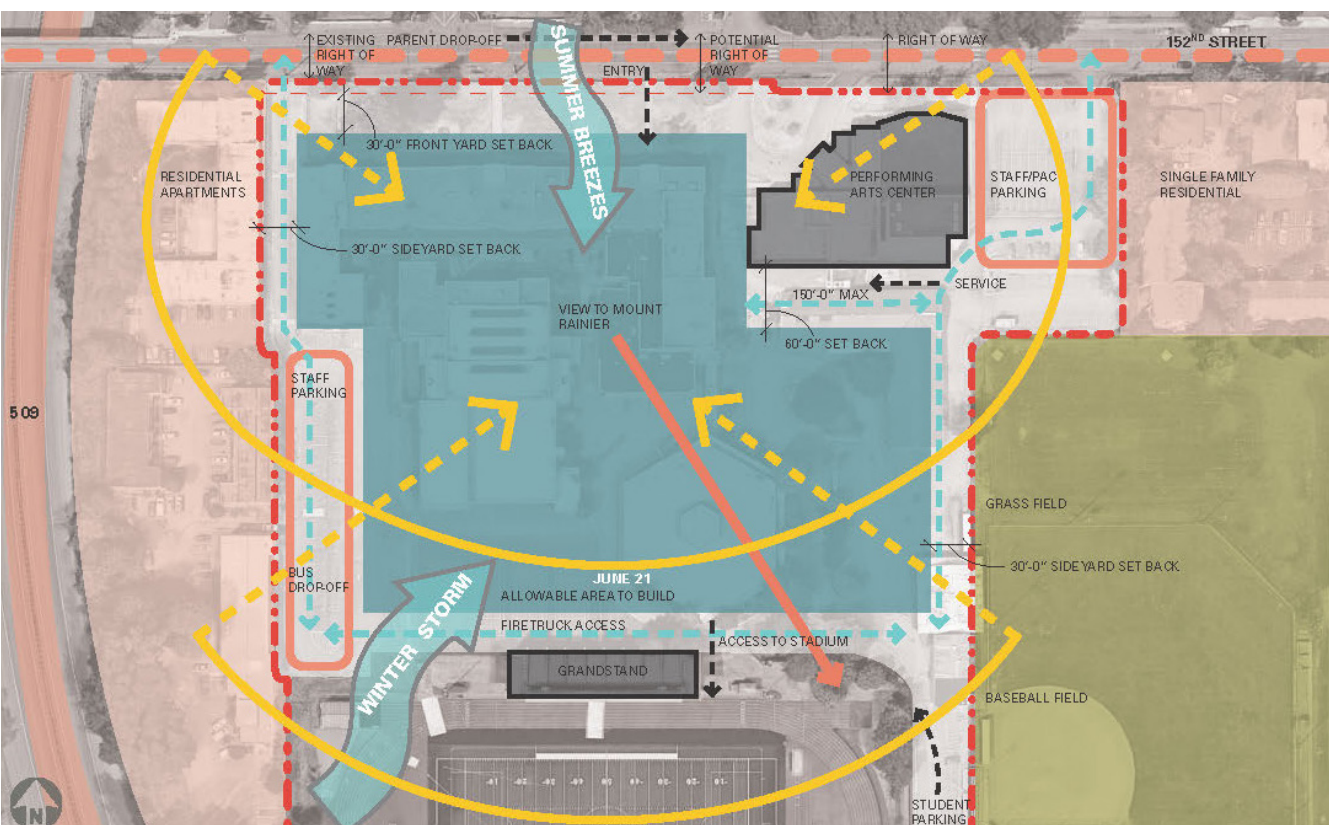 EXISTING
RIGHT OF
WAY
PARENT DROP-OFF
POTENTIAL
RIGHT OF
WAY
RIGHT OF WAY
152ND STREET
ENTRY
SUMMER BREEZES
30'-0" FRONT YARD SET BACK
RESIDENTIAL
APARTMENTS
PERFORMING
ARTS CENTER
STAFF/PAC
PARKING
SINGLE FAMILY
RESIDENTIAL
30'-0" SIDEYARD SET BACK
SERVICE
150'-0" MAX
VIEW TO MOUNT
RAINIER
60'-0" SET BACK
STAFF
PARKING
509
GRASS FIELD
30'-0" SIDEYARD SET BACK
BUS
DROP-OFF
JUNE 21
ALLOWABLE AREA TO BUILD
FIRETRUCK ACCESS
ACCESS TO STADIUM
WINTER STORM
GRANDSTAND
BASEBALL FIELD
STUDENT
PARKING
N